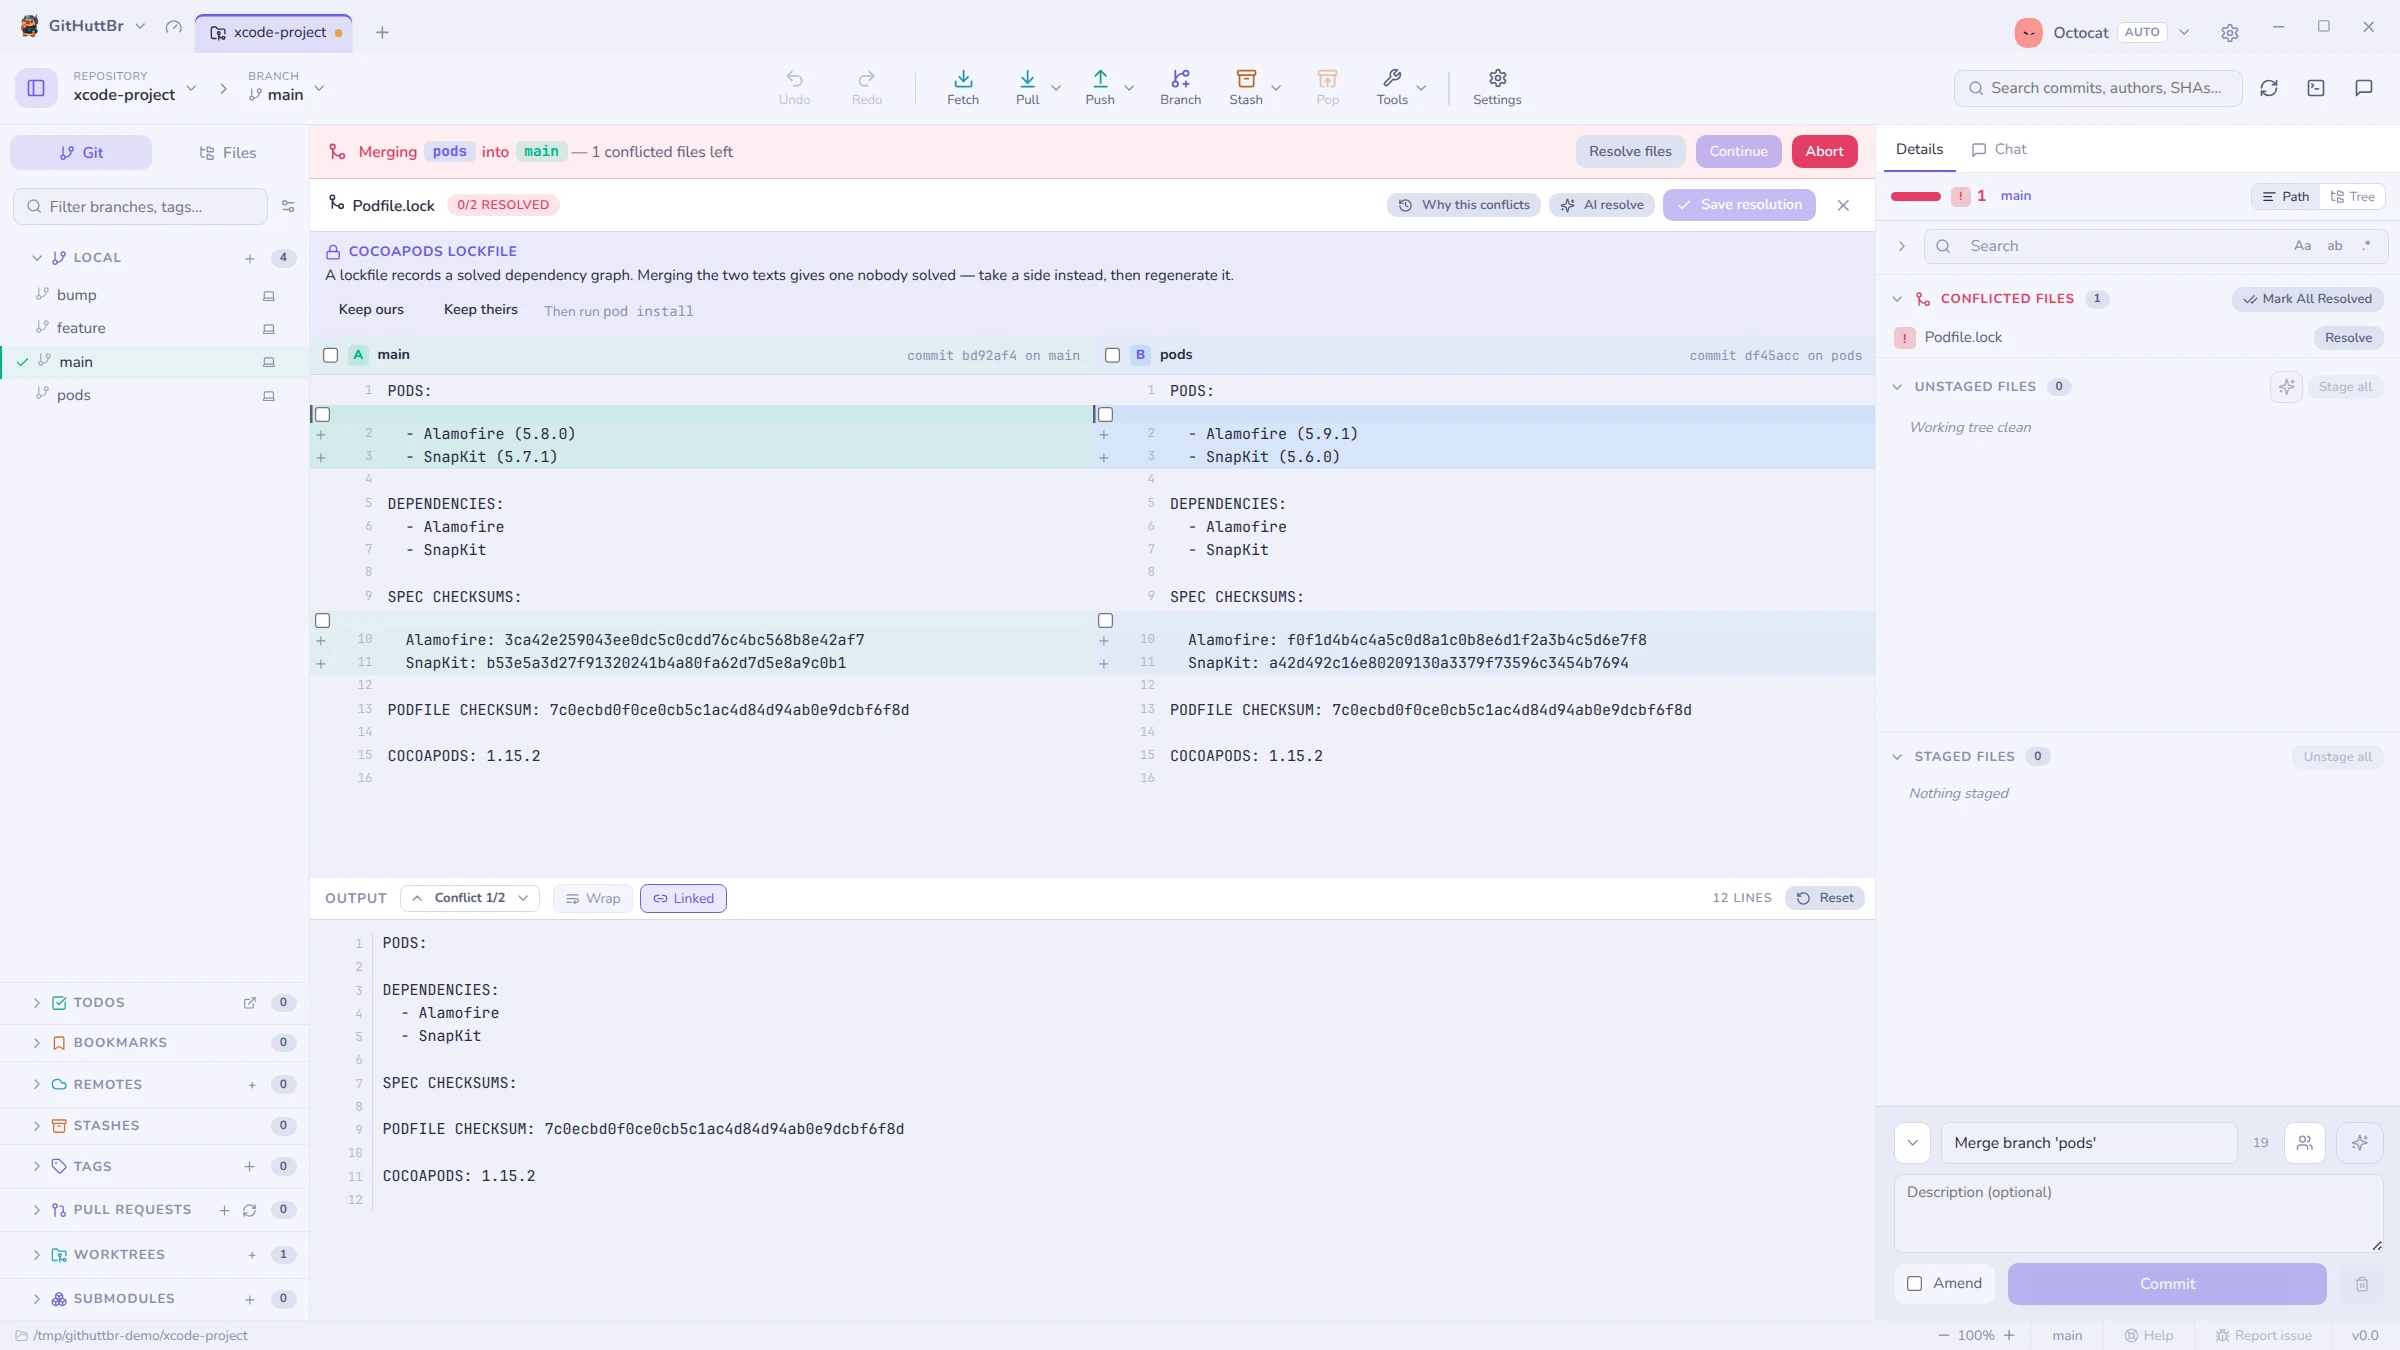 GitHuttBr
xcode-project
Octocat AUTO
REPOSITORY
xcode-project
BRANCH
main
Undo
Redo
Fetch
Pull
Push
Branch
Stash
Pop
Tools
Settings
Search commits, authors, SHAs...
Git
Files
Filter branches, tags...
LOCAL 4
bump
feature
main
pods
TODOS 0
BOOKMARKS 0
REMOTES 0
STASHES 0
TAGS 0
PULL REQUESTS 0
WORKTREES 1
SUBMODULES 0
Merging pods into main — 1 conflicted files left
Resolve files
Continue
Abort
Podfile.lock 0/2 RESOLVED
Why this conflicts
AI resolve
Save resolution
COCOAPODS LOCKFILE
A lockfile records a solved dependency graph. Merging the two texts gives one nobody solved — take a side instead, then regenerate it.
Keep ours Keep theirs Then run pod install
A main commit bd92af4 on main
1 PODS:
+ 2 - Alamofire (5.8.0)
+ 3 - SnapKit (5.7.1)
4
5 DEPENDENCIES:
6 - Alamofire
7 - SnapKit
8
9 SPEC CHECKSUMS:
+ 10 Alamofire: 3ca42e259043ee0dc5c0cdd76c4bc568b8e42af7
+ 11 SnapKit: b53e5a3d27f91320241b4a80fa62d7d5e8a9c0b1
12
13 PODFILE CHECKSUM: 7c0ecbd0f0ce0cb5c1ac4d84d94ab0e9dcbf6f8d
14
15 COCOAPODS: 1.15.2
16
B pods commit df45acc on pods
1 PODS:
+ 2 - Alamofire (5.9.1)
+ 3 - SnapKit (5.6.0)
4
5 DEPENDENCIES:
6 - Alamofire
7 - SnapKit
8
9 SPEC CHECKSUMS:
+ 10 Alamofire: f0f1d4b4c4a5c0d8a1c0b8e6d1f2a3b4c5d6e7f8
+ 11 SnapKit: a42d492c16e80209130a3379f73596c3454b7694
12
13 PODFILE CHECKSUM: 7c0ecbd0f0ce0cb5c1ac4d84d94ab0e9dcbf6f8d
14
15 COCOAPODS: 1.15.2
16
OUTPUT Conflict 1/2 Wrap Linked 12 LINES Reset
1 PODS:
2
3 DEPENDENCIES:
4 - Alamofire
5 - SnapKit
6
7 SPEC CHECKSUMS:
8
9 PODFILE CHECKSUM: 7c0ecbd0f0ce0cb5c1ac4d84d94ab0e9dcbf6f8d
10
11 COCOAPODS: 1.15.2
12
Details
Chat
! 1 main
Path
Tree
Search Aa ab .*
CONFLICTED FILES 1 Mark All Resolved
! Podfile.lock Resolve
UNSTAGED FILES 0 Stage all
Working tree clean
STAGED FILES 0 Unstage all
Nothing staged
Merge branch 'pods' 19
Description (optional)
Amend
Commit
/tmp/githuttbr-demo/xcode-project
100%
main
Help
Report issue
v0.0